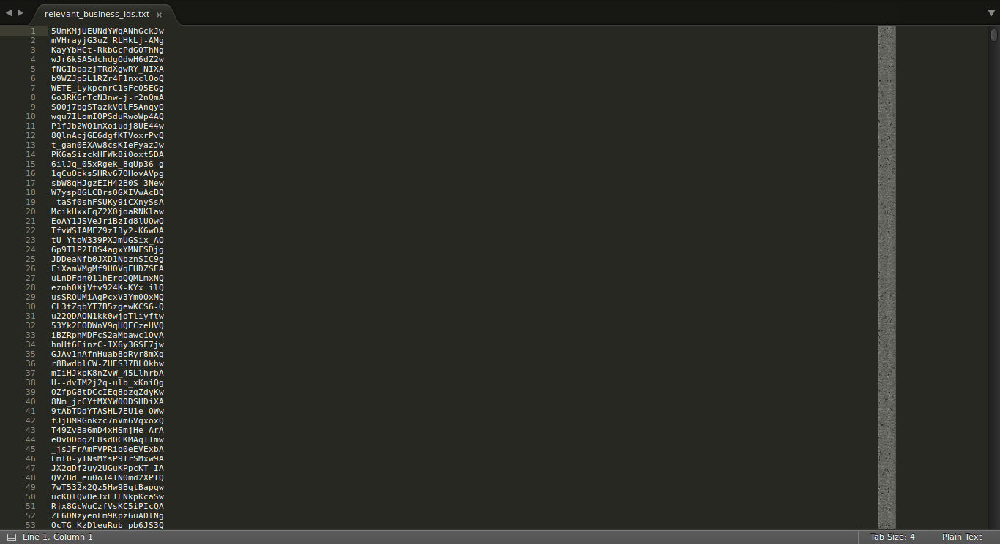 relevant_business_ids.txt ×
1 5UmKMjUEUNdYWqANhGckJw
2 mVHrayjG3uZ_RLHkLj-AMg
3 KayYbHCt-RkbGcPdGOThNg
4 wJr6kSA5dchdgOdwH6dZ2w
5 fNGIbpazjTRdXgwRY_NIXA
6 b9WZJp5L1RZr4F1nxclOoQ
7 WETE_LykpcnrC1sFcQ5EGg
8 6o3RK6rTcN3nw-j-r2nQmA
9 SQ0j7bgSTazkVQlF5AnqyQ
10 wqu7ILomIOPSduRwoWp4AQ
11 P1fJb2WQ1mXoiudj8UE44w
12 8QlnAcjGE6dgfKTVoxrPvQ
13 t_gan0EXAw8csKIeFyazJw
14 PK6aSizckHFWk8i0oxt5DA
15 6ilJq_05xRgek_8qUp36-g
16 1qCuOcks5HRv67OHovAVpg
17 sbW8qHJgzEIH42B0S-3New
18 W7ysp8GLCBrs0GXIVwAcBQ
19 -taSf0shFSUKy9iCXnySsA
20 McikHxxEqZ2X0joaRNKlaw
21 EoAY1JSVeJriBzId8lUQwQ
22 TfvWSIAMFZ9zI3y2-K6wOA
23 tU-YtoW339PXJmUGSix_AQ
24 6p9TlP2I8S4agxYMNFSDjg
25 JDDeaNfb0JXD1NbznSIC9g
26 FiXamVMgMf9U0VqFHDZSEA
27 uLnDFdn011hEroQQMLmxNQ
28 eznh0XjVtv924K-KYx_ilQ
29 usSROUMiAgPcxV3Ym0OxMQ
30 CL3tZqbYT7B5zgewKCS6-Q
31 u22QDAON1kk0wjoTliyftw
32 53Yk2EODWnV9qHQECzeHVQ
33 iBZRphMDFcS2aMbawc1OvA
34 hnHt6EinzC-IX6y3GSF7jw
35 GJAv1nAfnHuab8oRyr8mXg
36 r8BwdblCW-ZUES37BL0khw
37 mIiHJkpK8nZvW_45LlhrbA
38 U--dvTM2j2q-ulb_xKniQg
39 OZfpG8tDCcIEq8pzgZdyKw
40 8Nm_jcCYtMXYW0ODSHDiXA
41 9tAbTDdYTASHL7EU1e-OWw
42 fJjBMRGnkzc7nVm6VqxoxQ
43 T49ZvBa6mD4xHSmjHe-ArA
44 eOv0Dbq2E8sd0CKMAqTImw
45 _jsJFrAmFVPRio0eEVExbA
46 Lml0-yTNsMYsP9IrSMxw9A
47 JX2gDf2uy2UGuKPpcKT-IA
48 QVZBd_eu0oJ4IN0md2XPTQ
49 7wT532x2Qz5Hw9BqtBapqw
50 ucKQlQvOeJxETLNkpKcaSw
51 Rjx8GcWuCzfVsKC5iPIcQA
52 ZL6DNzyenFm9Kpz6uADlNg
53 OcTG-KzDleuRub-pb6JS3Q
Line 1, Column 1
Tab Size: 4
Plain Text